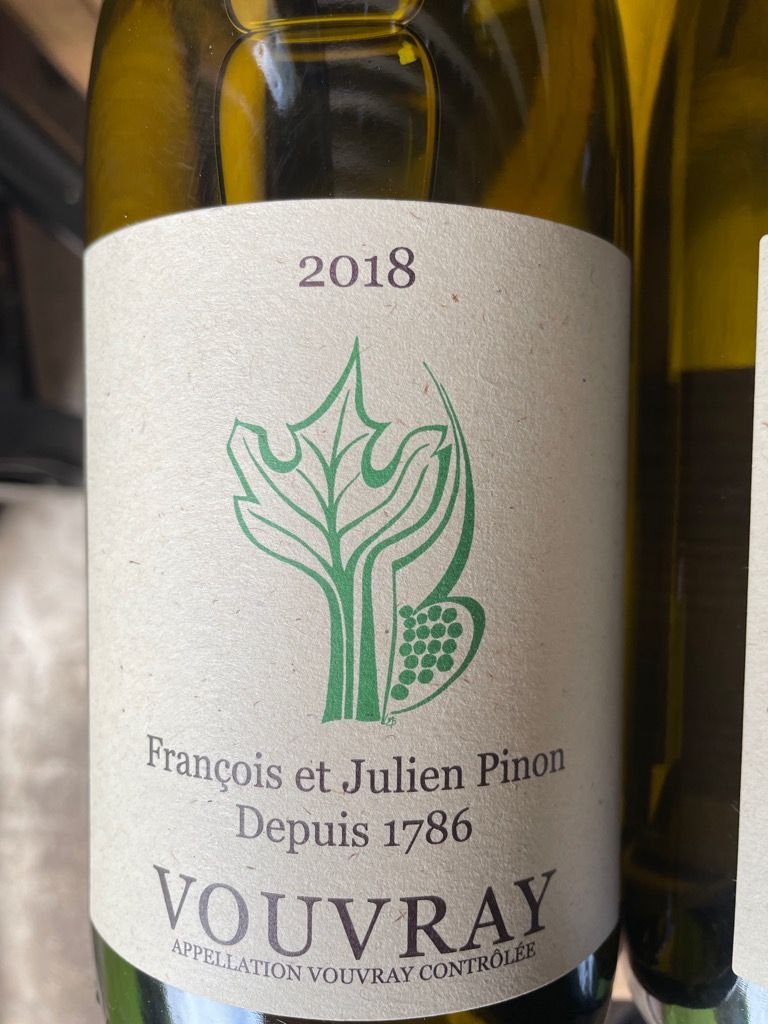 2018
François et Julien Pinon
Depuis 1786
VOUVRAY
APPELLATION VOUVRAY CONTRÔLÉE